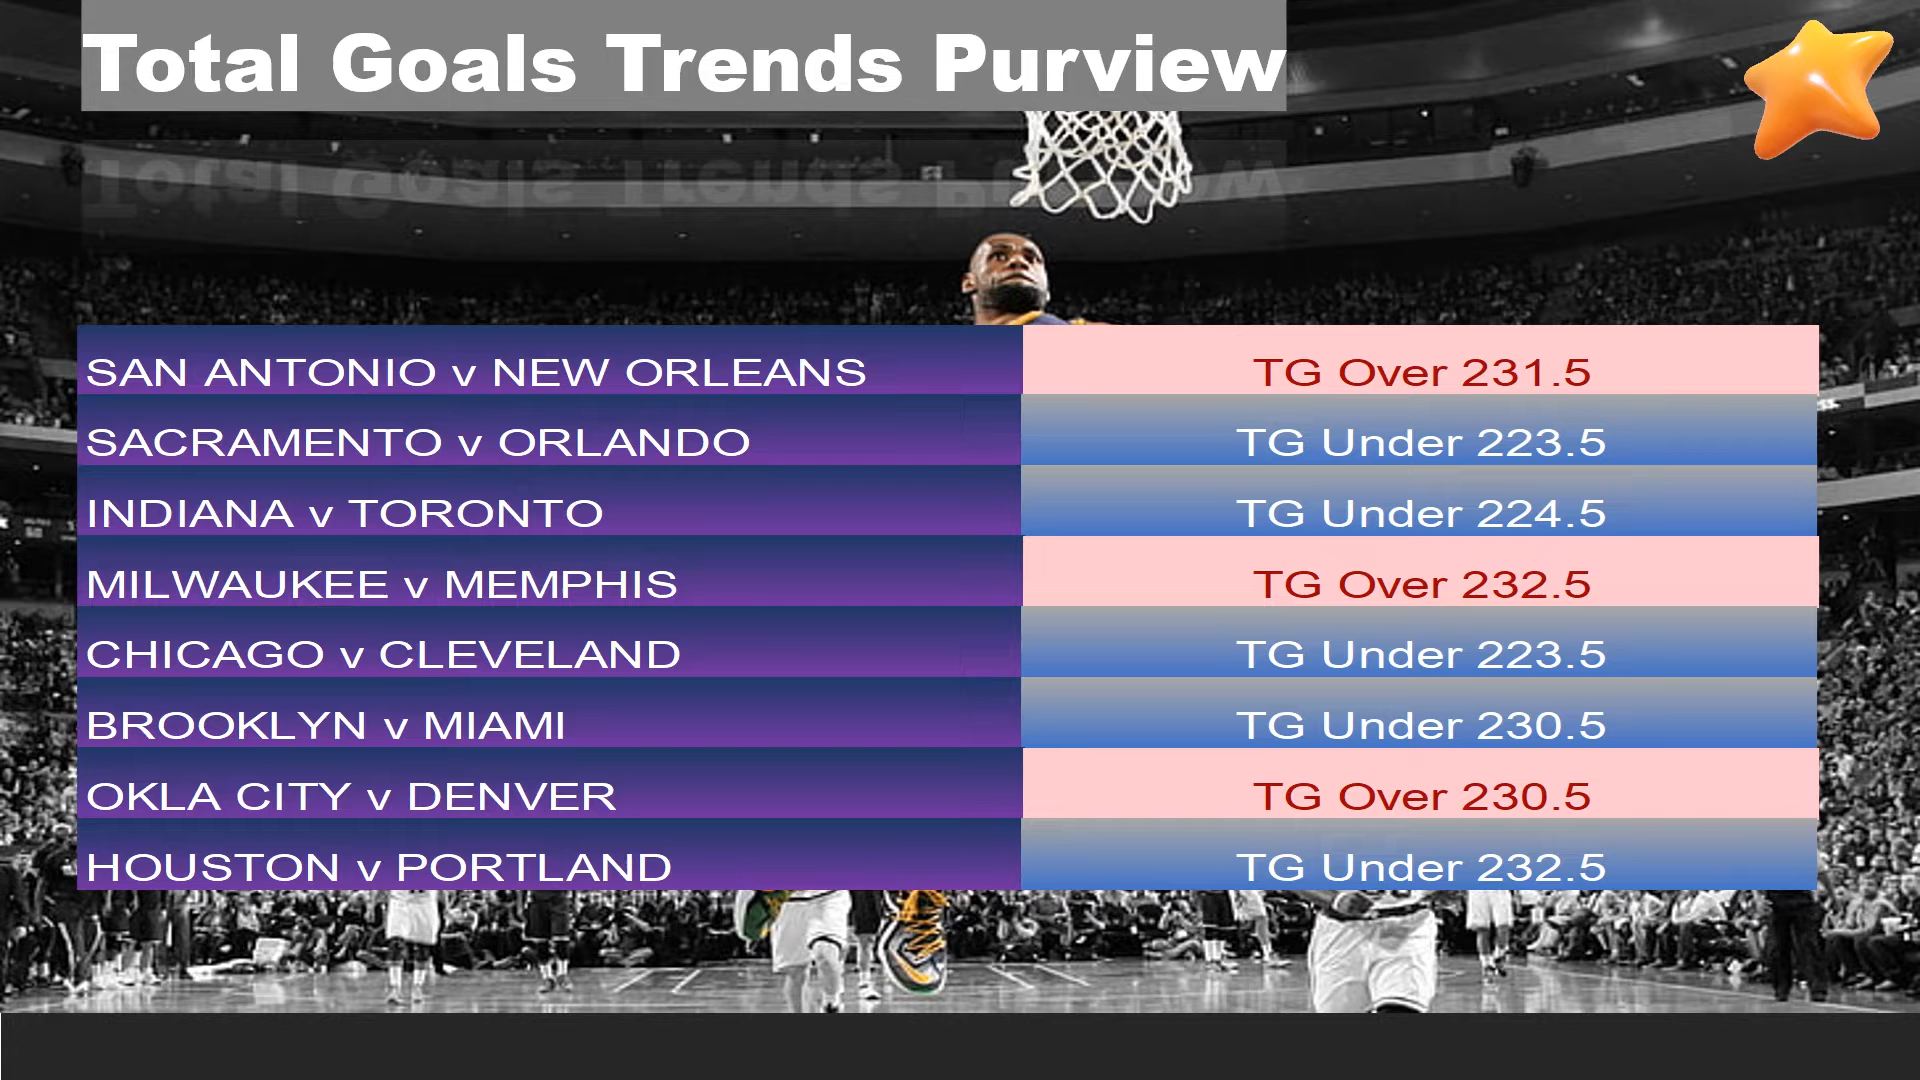 Total Goals Trends Purview
SAN ANTONIO v NEW ORLEANS TG Over 231.5
SACRAMENTO v ORLANDO TG Under 223.5
INDIANA v TORONTO TG Under 224.5
MILWAUKEE v MEMPHIS TG Over 232.5
CHICAGO v CLEVELAND TG Under 223.5
BROOKLYN v MIAMI TG Under 230.5
OKLA CITY v DENVER TG Over 230.5
HOUSTON v PORTLAND TG Under 232.5